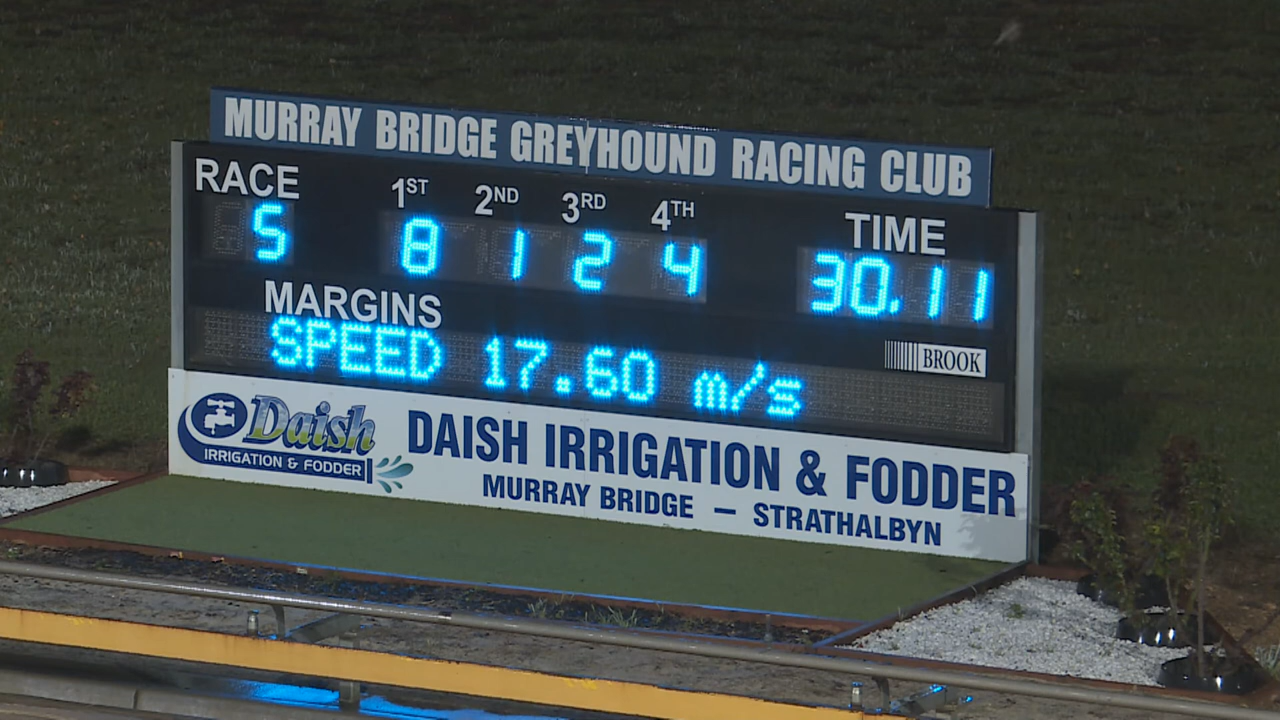 MURRAY BRIDGE GREYHOUND RACING CLUB
RACE 1ST 2ND 3RD 4TH TIME
5 8 1 2 4 30.11
MARGINS
BROOK
SPEED 17.60 m/s
Daish
IRRIGATION & FODDER
DAISH IRRIGATION & FODDER
MURRAY BRIDGE – STRATHALBYN